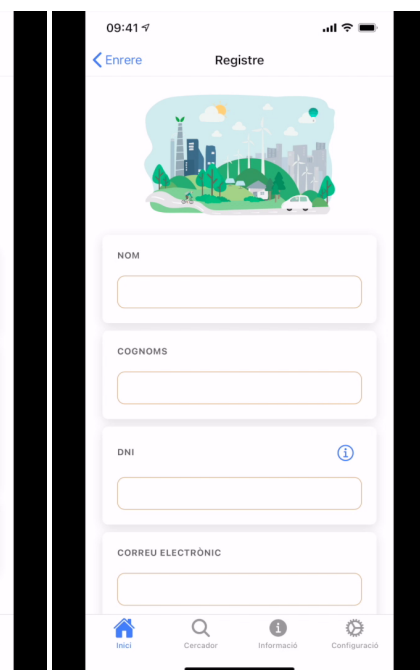 09:41
Enrere
Registre
NOM
COGNOMS
DNI
CORREU ELECTRÒNIC
Inici
Cercador
Informació
Configuració